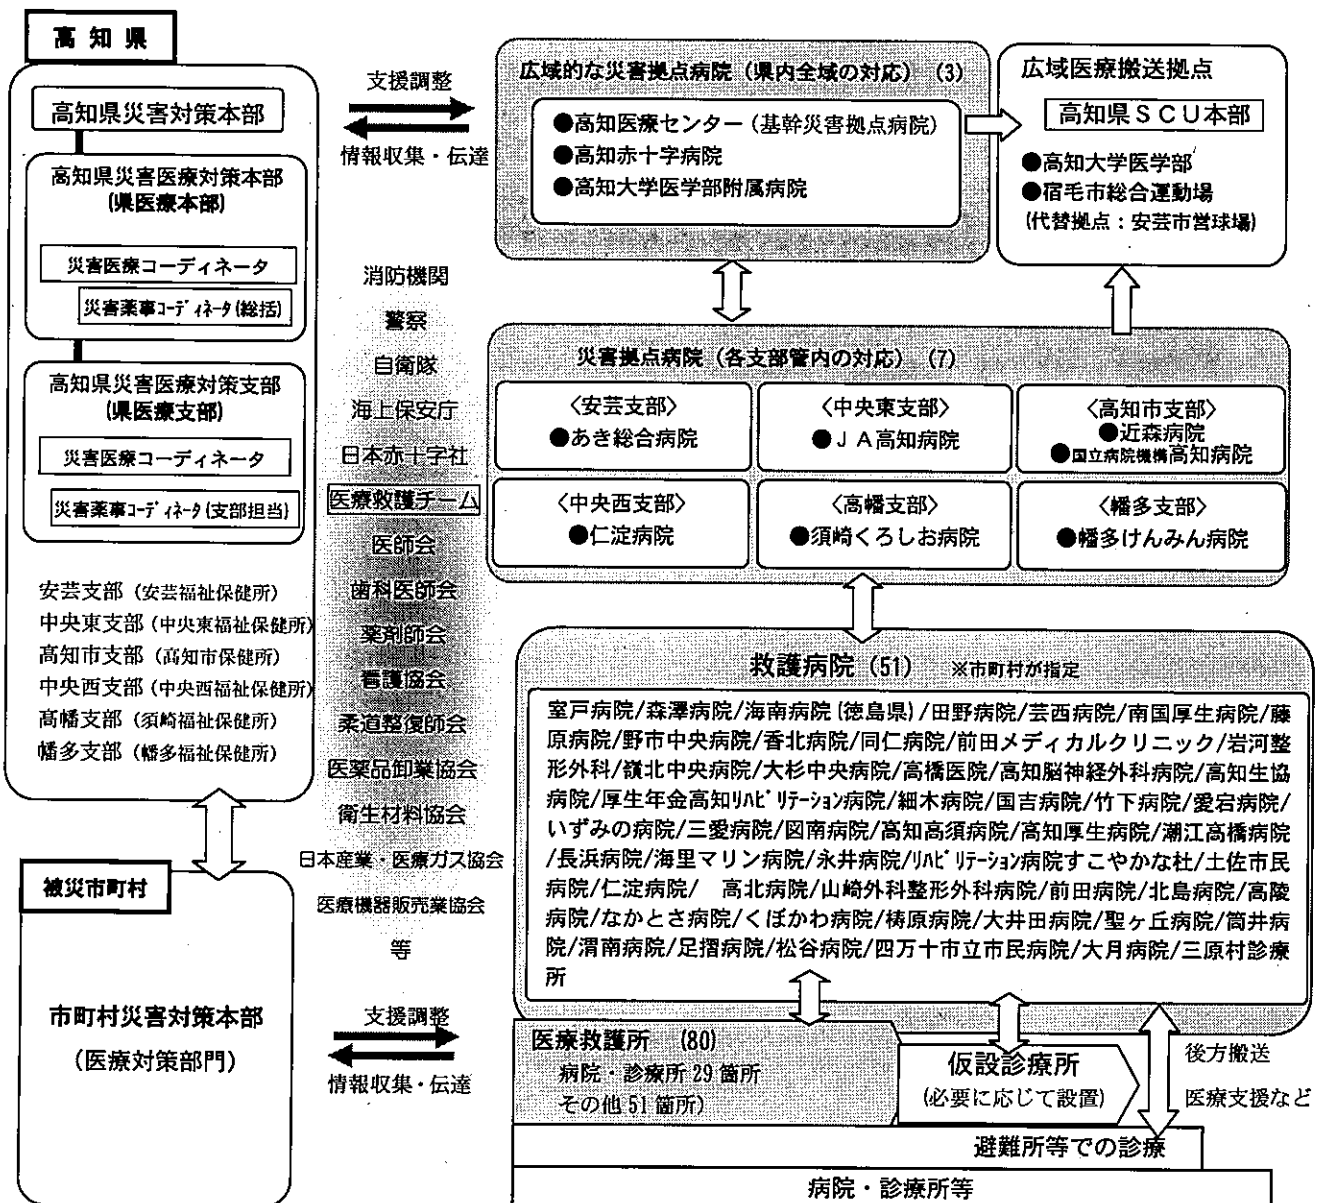 高知県
高知県災害対策本部
高知県災害医療対策本部
(県医療本部)
災害医療コーディネータ
災害薬事ｺｰﾃﾞｨﾈｰﾀ(総括)
高知県災害医療対策支部
(県医療支部)
災害医療コーディネータ
災害薬事ｺｰﾃﾞｨﾈｰﾀ(支部担当)
安芸支部（安芸福祉保健所）
中央東支部（中央東福祉保健所）
高知市支部（高知市保健所）
中央西支部（中央西福祉保健所）
高幡支部（須崎福祉保健所）
幡多支部（幡多福祉保健所）
被災市町村
市町村災害対策本部
（医療対策部門）
支援調整
情報収集・伝達
消防機関
警察
自衛隊
海上保安庁
日本赤十字社
医療救護チーム
医師会
歯科医師会
薬剤師会
看護協会
柔道整復師会
医薬品卸業協会
衛生材料協会
日本産業・医療ガス協会
医療機器販売業協会
等
支援調整
情報収集・伝達
広域的な災害拠点病院（県内全域の対応）（3）
●高知医療センター（基幹災害拠点病院）
●高知赤十字病院
●高知大学医学部附属病院
広域医療搬送拠点
高知県ＳＣＵ本部
●高知大学医学部
●宿毛市総合運動場
(代替拠点：安芸市営球場)
災害拠点病院（各支部管内の対応）（7）
〈安芸支部〉
●あき総合病院
〈中央東支部〉
●ＪＡ高知病院
〈高知市支部〉
●近森病院
●国立病院機構高知病院
〈中央西支部〉
●仁淀病院
〈高幡支部〉
●須崎くろしお病院
〈幡多支部〉
●幡多けんみん病院
救護病院（51） ※市町村が指定
室戸病院/森澤病院/海南病院(徳島県)/田野病院/芸西病院/南国厚生病院/藤
原病院/野市中央病院/香北病院/同仁病院/前田メディカルクリニック/岩河整
形外科/嶺北中央病院/大杉中央病院/高橋医院/高知脳神経外科病院/高知生協
病院/厚生年金高知ﾘﾊﾋﾞﾘﾃｰｼｮﾝ病院/細木病院/国吉病院/竹下病院/愛宕病院/
いずみの病院/三愛病院/図南病院/高知高須病院/高知厚生病院/潮江高橋病院
/長浜病院/海里マリン病院/永井病院/ﾘﾊﾋﾞﾘﾃｰｼｮﾝ病院すこやかな杜/土佐市民
病院/仁淀病院/ 高北病院/山崎外科整形外科病院/前田病院/北島病院/高陵
病院/なかとさ病院/くぼかわ病院/梼原病院/大井田病院/聖ヶ丘病院/筒井病
院/渭南病院/足摺病院/松谷病院/四万十市立市民病院/大月病院/三原村診療
所
医療救護所 (80)
病院・診療所29箇所
その他51箇所）
仮設診療所
(必要に応じて設置)
後方搬送
医療支援など
避難所等での診療
病院・診療所等